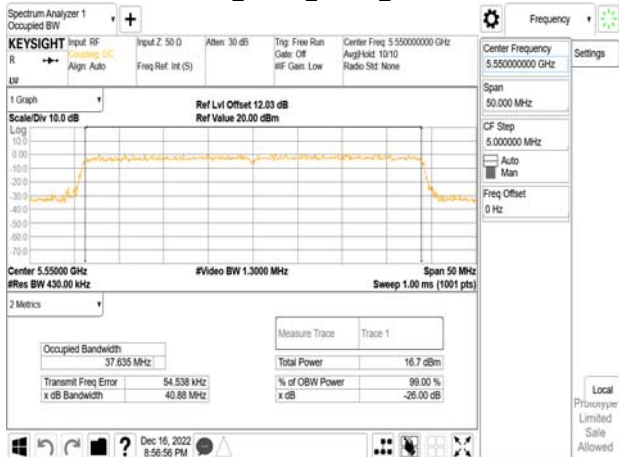 Spectrum Analyzer 1
Occupied BW
Frequency
KEYSIGHT
R
LXI
Input: RF
Coupling: DC
Align: Auto
Input Z: 50 Ω
Freq Ref: Int (S)
Atten: 30 dB
Trig: Free Run
Gate: Off
#IF Gain: Low
Center Freq: 5.550000000 GHz
Avg|Hold: 10/10
Radio Std: None
Center Frequency
5.550000000 GHz
Settings
Span
50.000 MHz
CF Step
5.000000 MHz
Auto
Man
Freq Offset
0 Hz
1 Graph
Scale/Div 10.0 dB
Ref Lvl Offset 12.03 dB
Ref Value 20.00 dBm
Log
10.0
0.00
-10.0
-20.0
-30.0
-40.0
-50.0
-60.0
-70.0
Center 5.55000 GHz
#Res BW 430.00 kHz
#Video BW 1.3000 MHz
Span 50 MHz
Sweep 1.00 ms (1001 pts)
2 Metrics
Measure Trace
Trace 1
Occupied Bandwidth
37.635 MHz
Total Power
16.7 dBm
Transmit Freq Error
54.538 kHz
% of OBW Power
99.00 %
x dB Bandwidth
40.88 MHz
x dB
-26.00 dB
Local
Prototype
Limited
Sale
Allowed
?
Dec 16, 2022
8:56:56 PM